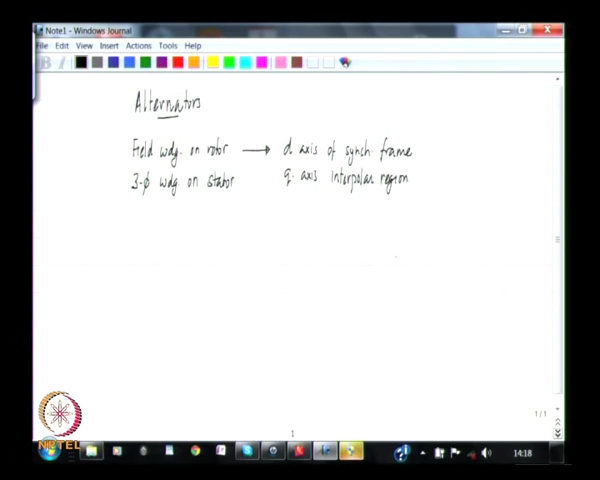 Note1 - Windows Journal
File Edit View Insert Actions Tools Help
Alternators
Field wdg. on rotor → d axis of synch. frame
3-φ wdg. on stator q axis interpolar region
1 / 1
1
NPTEL
14:18